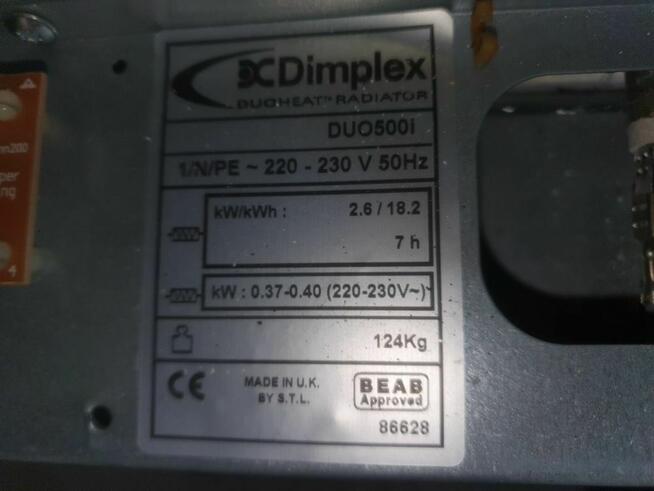 Dimplex
DUOHEAT™ RADIATOR
DUO500i
1/N/PE ~ 220 - 230 V 50Hz
kW/kWh : 2.6 / 18.2
7 h
kW : 0.37-0.40 (220-230V~)
124Kg
CE
MADE IN U.K.
BY S.T.L.
BEAB
Approved
86628
4